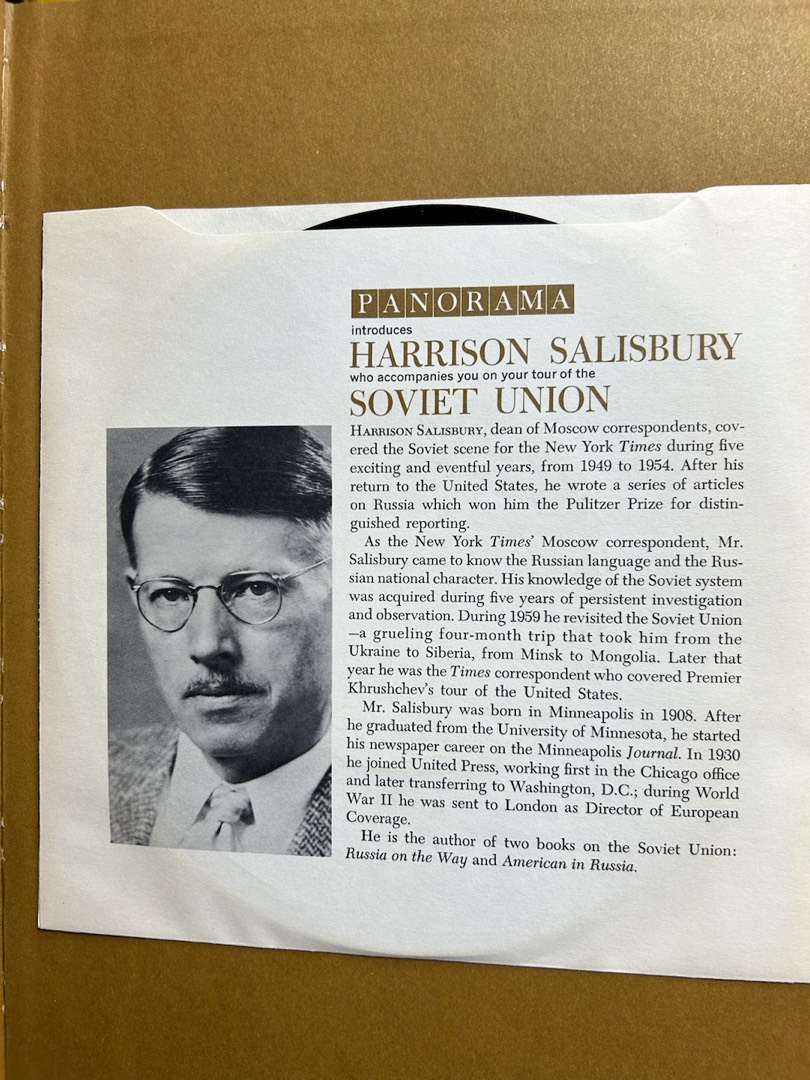 PANORAMA
introduces
HARRISON SALISBURY
who accompanies you on your tour of the
SOVIET UNION
HARRISON SALISBURY, dean of Moscow correspondents, cov-
ered the Soviet scene for the New York Times during five
exciting and eventful years, from 1949 to 1954. After his
return to the United States, he wrote a series of articles
on Russia which won him the Pulitzer Prize for distin-
guished reporting.
As the New York Times' Moscow correspondent, Mr.
Salisbury came to know the Russian language and the Rus-
sian national character. His knowledge of the Soviet system
was acquired during five years of persistent investigation
and observation. During 1959 he revisited the Soviet Union
—a grueling four-month trip that took him from the
Ukraine to Siberia, from Minsk to Mongolia. Later that
year he was the Times correspondent who covered Premier
Khrushchev's tour of the United States.
Mr. Salisbury was born in Minneapolis in 1908. After
he graduated from the University of Minnesota, he started
his newspaper career on the Minneapolis Journal. In 1930
he joined United Press, working first in the Chicago office
and later transferring to Washington, D.C.; during World
War II he was sent to London as Director of European
Coverage.
He is the author of two books on the Soviet Union:
Russia on the Way and American in Russia.